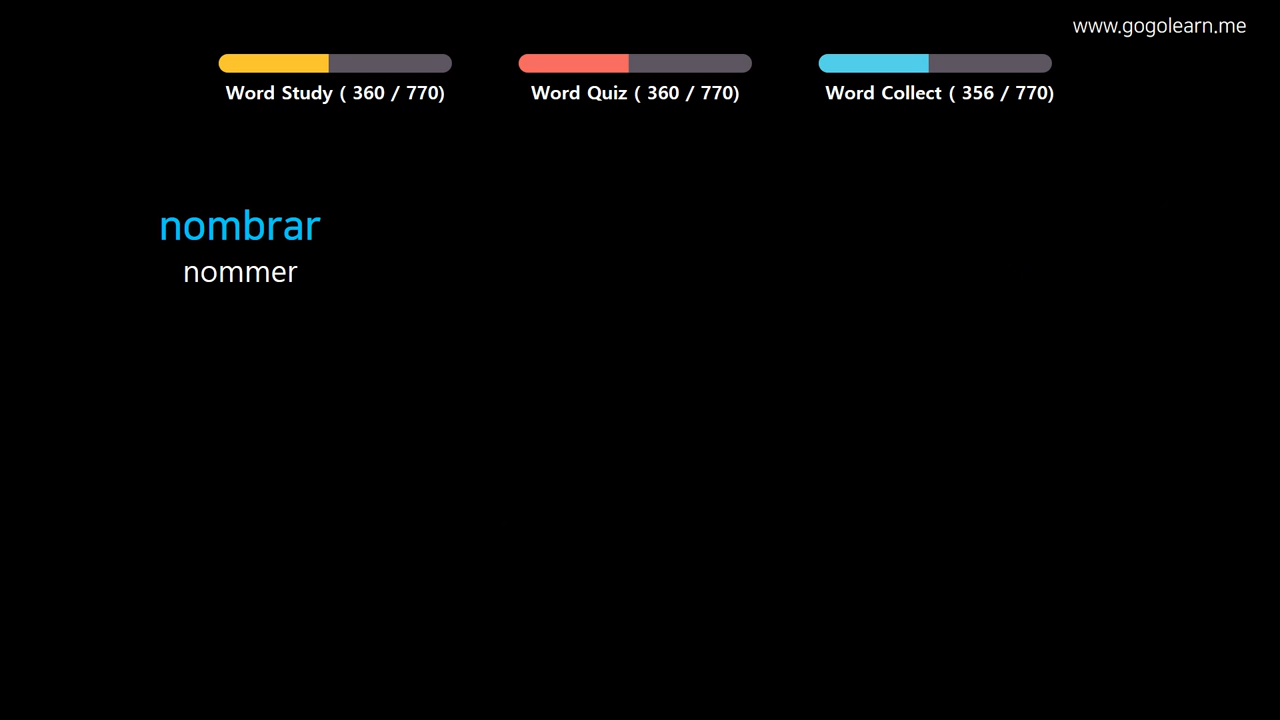 www.gogolearn.me
Word Study ( 360 / 770)
Word Quiz ( 360 / 770)
Word Collect ( 356 / 770)
nombrar
nommer